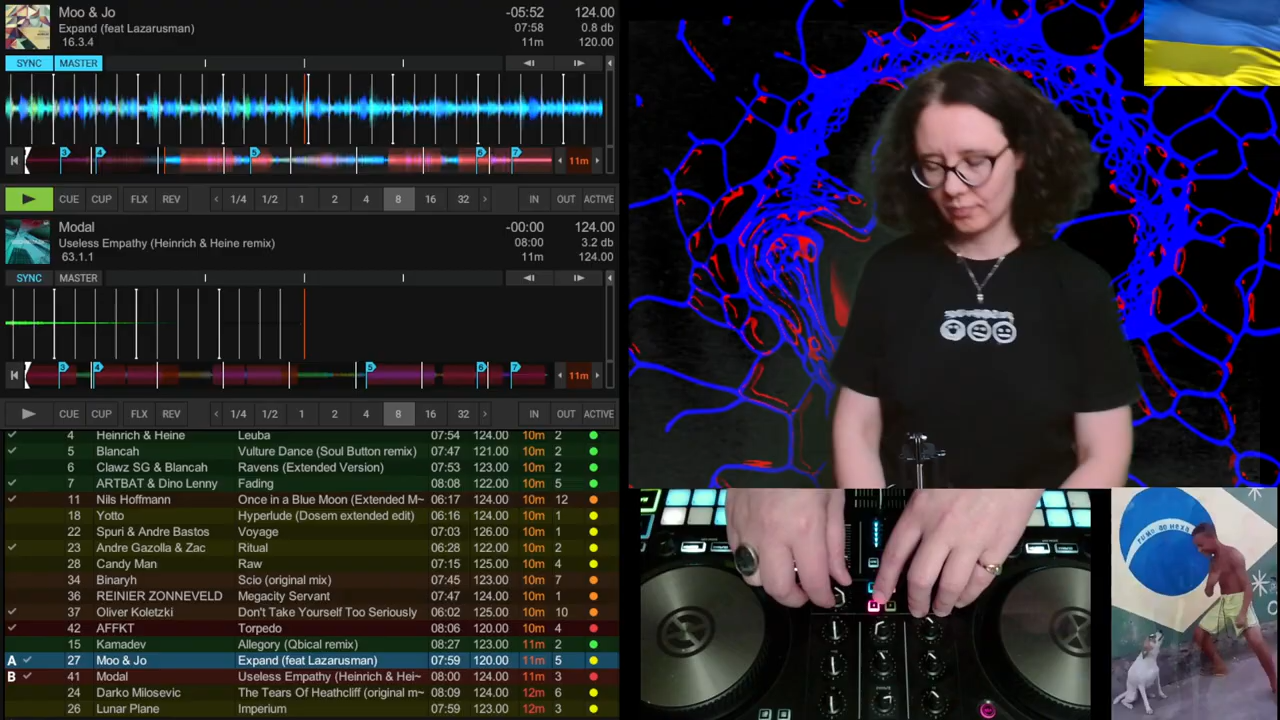 Moo & Jo -05:52 124.00
Expand (feat Lazarusman) 07:58 0.8 db
16.3.4 11m 120.00
SYNC MASTER
3 4 5 6 7 11m
CUE CUP FLX REV 1/4 1/2 1 2 4 8 16 32 IN OUT ACTIVE
Modal -00:00 124.00
Useless Empathy (Heinrich & Heine remix) 08:00 3.2 db
63.1.1 11m 124.00
SYNC MASTER
3 4 5 6 7 11m
CUE CUP FLX REV 1/4 1/2 1 2 4 8 16 32 IN OUT ACTIVE
4 Heinrich & Heine Leuba 07:54 124.00 10m 2
5 Blancah Vulture Dance (Soul Button remix) 07:47 121.00 10m 2
6 Clawz SG & Blancah Ravens (Extended Version) 07:53 123.00 10m 2
7 ARTBAT & Dino Lenny Fading 08:08 122.00 10m 5
11 Nils Hoffmann Once in a Blue Moon (Extended M~ 06:17 124.00 10m 12
18 Yotto Hyperlude (Dosem extended edit) 06:16 124.00 10m 1
22 Spuri & Andre Bastos Voyage 07:03 126.00 10m 1
23 Andre Gazolla & Zac Ritual 06:28 122.00 10m 2
28 Candy Man Raw 07:15 125.00 10m 4
34 Binaryh Scio (original mix) 07:45 123.00 10m 7
36 REINIER ZONNEVELD Megacity Servant 07:47 123.00 10m 1
37 Oliver Koletzki Don't Take Yourself Too Seriously 06:02 125.00 10m 10
42 AFFKT Torpedo 08:06 120.00 10m 4
15 Kamadev Allegory (Qbical remix) 08:27 123.00 11m 2
A 27 Moo & Jo Expand (feat Lazarusman) 07:59 120.00 11m 5
B 41 Modal Useless Empathy (Heinrich & Hei~ 08:00 124.00 11m 3
24 Darko Milosevic The Tears Of Heathcliff (original m~ 08:09 124.00 12m 6
26 Lunar Plane Imperium 07:59 123.00 12m 3